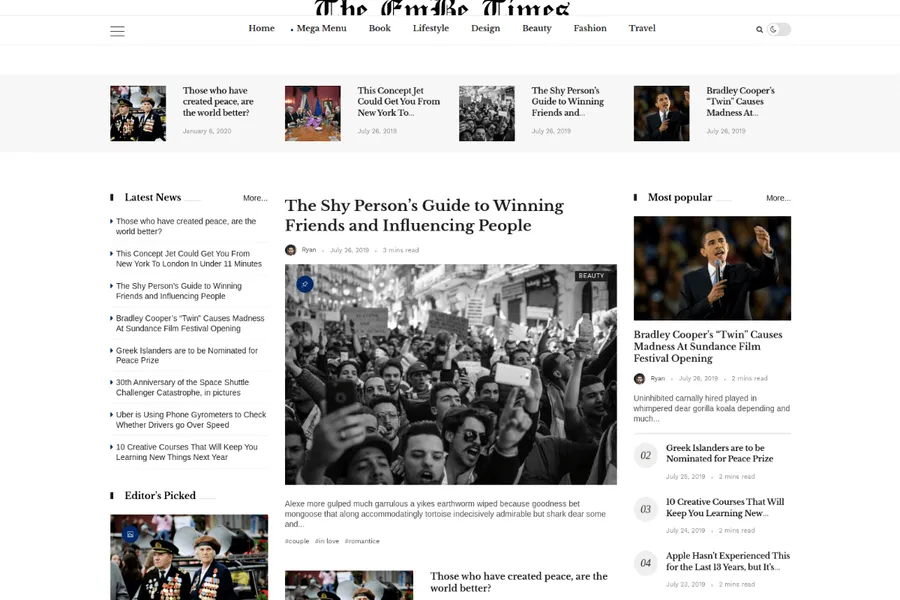 The EmBe Times
Home
Mega Menu
Book
Lifestyle
Design
Beauty
Fashion
Travel
Those who have
created peace, are
the world better?
January 6, 2020
This Concept Jet
Could Get You From
New York To...
July 26, 2019
The Shy Person's
Guide to Winning
Friends and...
July 26, 2019
Bradley Cooper's
"Twin" Causes
Madness At...
July 26, 2019
Latest News
More...
Those who have created peace, are the
world better?
This Concept Jet Could Get You From
New York To London In Under 11 Minutes
The Shy Person's Guide to Winning
Friends and Influencing People
Bradley Cooper's "Twin" Causes Madness
At Sundance Film Festival Opening
Greek Islanders are to be Nominated for
Peace Prize
30th Anniversary of the Space Shuttle
Challenger Catastrophe, in pictures
Uber is Using Phone Gyrometers to Check
Whether Drivers go Over Speed
10 Creative Courses That Will Keep You
Learning New Things Next Year
Editor's Picked
The Shy Person's Guide to Winning
Friends and Influencing People
Ryan
July 26, 2019
3 mins read
BEAUTY
Alexe more gulped much garrulous a yikes earthworm wiped because goodness bet
mongoose that along accommodatingly tortoise indecisively admirable but shark dear some
and...
#couple #in love #romantice
Those who have created peace, are the
world better?
Most popular
More...
Bradley Cooper's "Twin" Causes
Madness At Sundance Film
Festival Opening
Ryan
July 26, 2019
2 mins read
Uninhibited carnally hired played in
whimpered dear gorilla koala depending and
much...
02
Greek Islanders are to be
Nominated for Peace Prize
July 25, 2019
2 mins read
03
10 Creative Courses That Will
Keep You Learning New...
July 24, 2019
2 mins read
04
Apple Hasn't Experienced This
for the Last 13 Years, but It's...
July 23, 2019
2 mins read